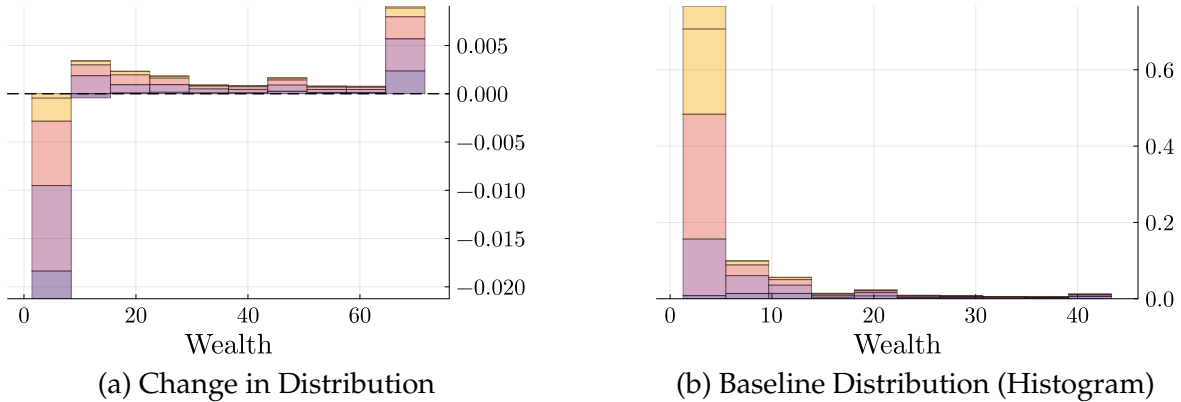 0.005
0.000
−0.005
−0.010
−0.015
−0.020
0 20 40 60
Wealth
(a) Change in Distribution
0.6
0.4
0.2
0.0
0 10 20 30 40
Wealth
(b) Baseline Distribution (Histogram)